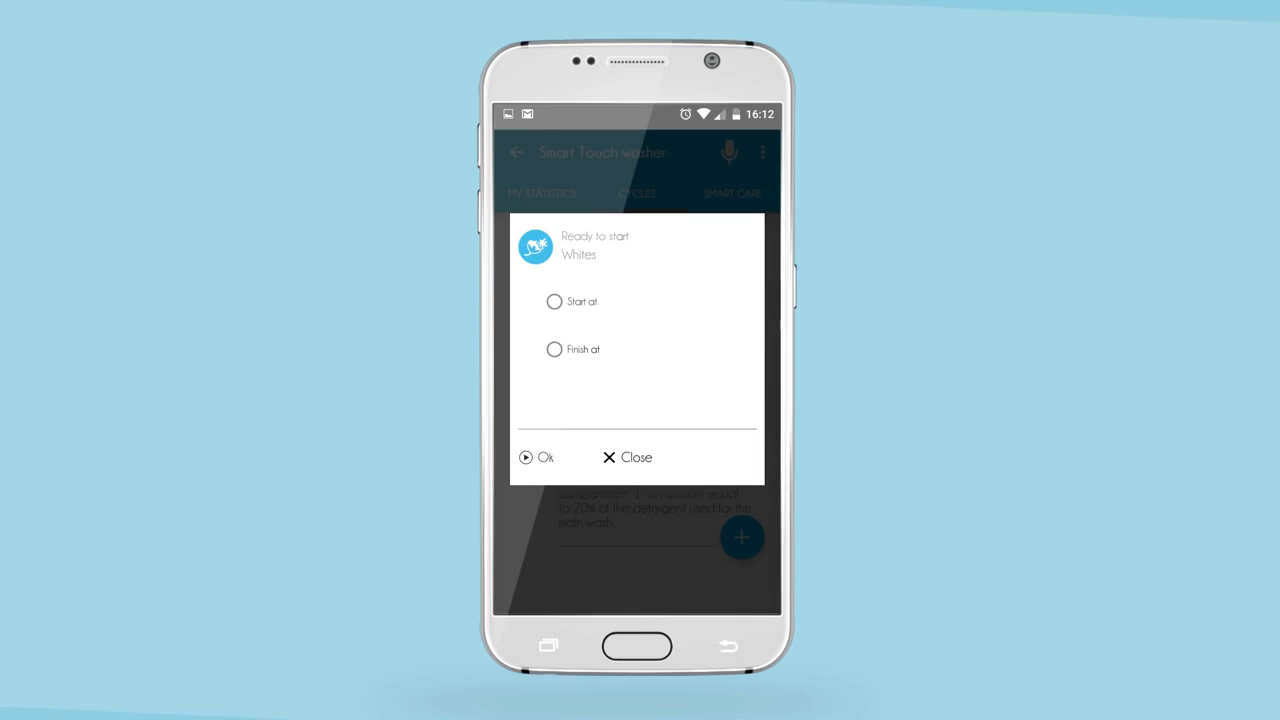 16:12
Smart Touch washer
MY STATISTICS CYCLES SMART CARE
Ready to start
Whites
Start at
Finish at
Ok Close
to 20% of the detergent used for the
main wash